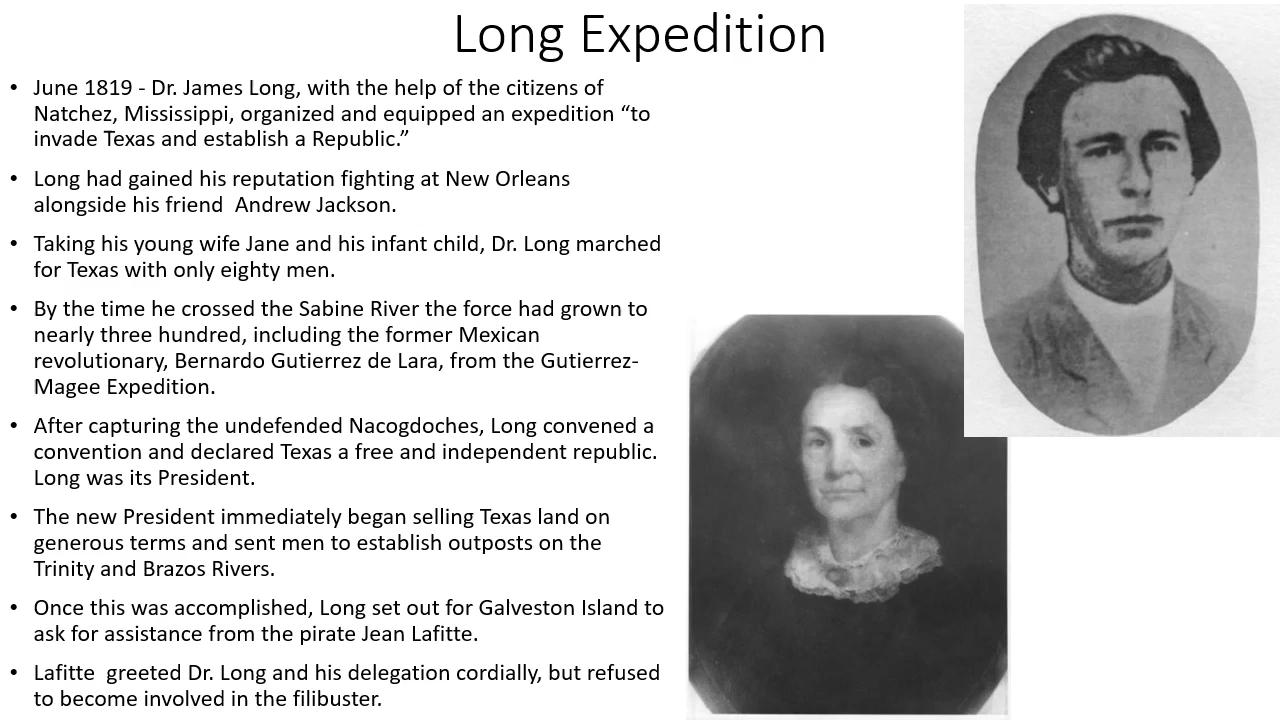 Long Expedition
• June 1819 - Dr. James Long, with the help of the citizens of
Natchez, Mississippi, organized and equipped an expedition “to
invade Texas and establish a Republic.”
• Long had gained his reputation fighting at New Orleans
alongside his friend  Andrew Jackson.
• Taking his young wife Jane and his infant child, Dr. Long marched
for Texas with only eighty men.
• By the time he crossed the Sabine River the force had grown to
nearly three hundred, including the former Mexican
revolutionary, Bernardo Gutierrez de Lara, from the Gutierrez-
Magee Expedition.
• After capturing the undefended Nacogdoches, Long convened a
convention and declared Texas a free and independent republic.
Long was its President.
• The new President immediately began selling Texas land on
generous terms and sent men to establish outposts on the
Trinity and Brazos Rivers.
• Once this was accomplished, Long set out for Galveston Island to
ask for assistance from the pirate Jean Lafitte.
• Lafitte  greeted Dr. Long and his delegation cordially, but refused
to become involved in the filibuster.